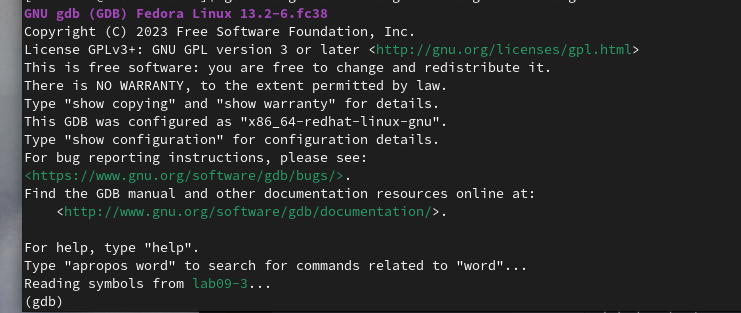 GNU gdb (GDB) Fedora Linux 13.2-6.fc38
Copyright (C) 2023 Free Software Foundation, Inc.
License GPLv3+: GNU GPL version 3 or later <http://gnu.org/licenses/gpl.html>
This is free software: you are free to change and redistribute it.
There is NO WARRANTY, to the extent permitted by law.
Type "show copying" and "show warranty" for details.
This GDB was configured as "x86_64-redhat-linux-gnu".
Type "show configuration" for configuration details.
For bug reporting instructions, please see:
<https://www.gnu.org/software/gdb/bugs/>.
Find the GDB manual and other documentation resources online at:
    <http://www.gnu.org/software/gdb/documentation/>.

For help, type "help".
Type "apropos word" to search for commands related to "word"...
Reading symbols from lab09-3...
(gdb)